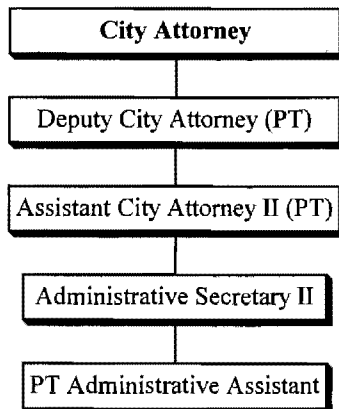 City Attorney
Deputy City Attorney (PT)
Assistant City Attorney II (PT)
Administrative Secretary II
PT Administrative Assistant